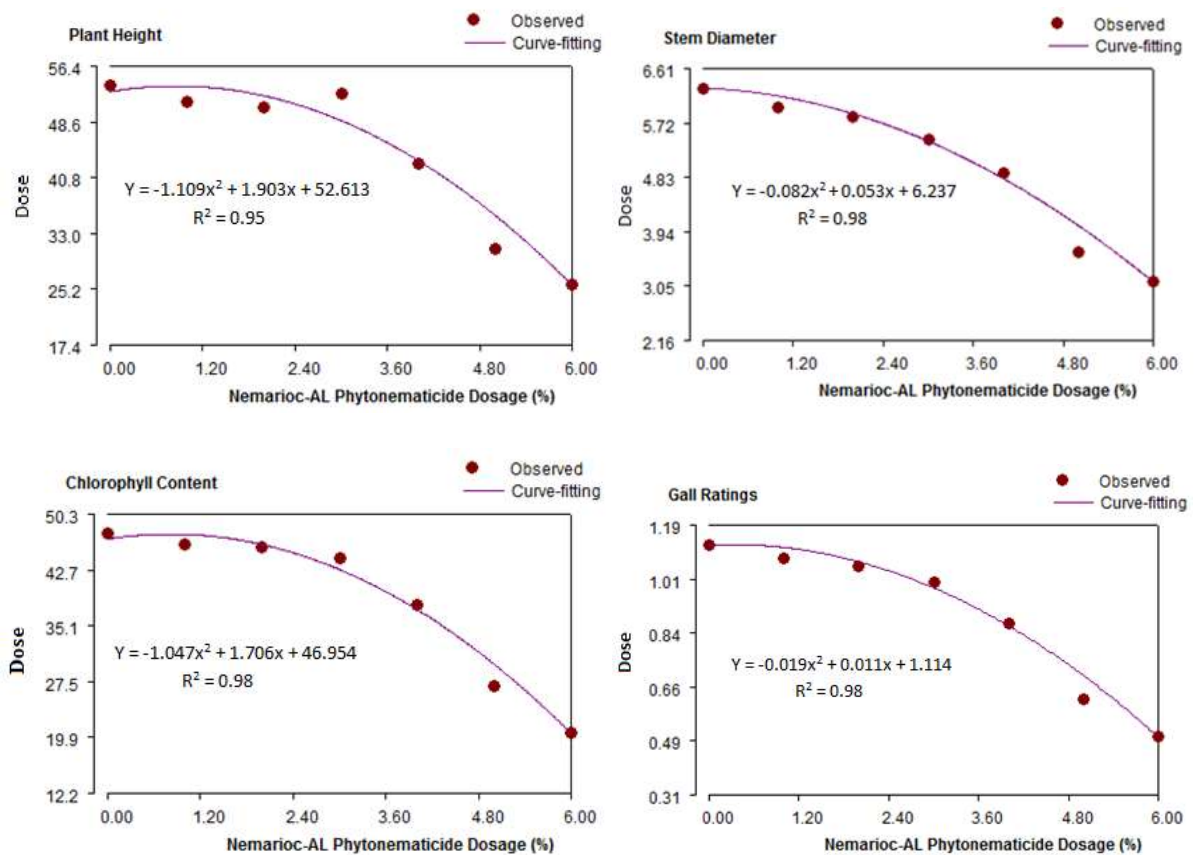 Plant Height
Observed
Curve-fitting
56.4
48.6
40.8
33.0
25.2
17.4
Dose
Y = -1.109x² + 1.903x + 52.613
R² = 0.95
0.00 1.20 2.40 3.60 4.80 6.00
Nemarioc-AL Phytonematicide Dosage (%)
Stem Diameter
Observed
Curve-fitting
6.61
5.72
4.83
3.94
3.05
2.16
Dose
Y = -0.082x² + 0.053x + 6.237
R² = 0.98
0.00 1.20 2.40 3.60 4.80 6.00
Nemarioc-AL Phytonematicide Dosage (%)
Chlorophyll Content
Observed
Curve-fitting
50.3
42.7
35.1
27.5
19.9
12.2
Dose
Y = -1.047x² + 1.706x + 46.954
R² = 0.98
0.00 1.20 2.40 3.60 4.80 6.00
Nemarioc-AL Phytonematicide Dosage (%)
Gall Ratings
Observed
Curve-fitting
1.19
1.01
0.84
0.66
0.49
0.31
Dose
Y = -0.019x² + 0.011x + 1.114
R² = 0.98
0.00 1.20 2.40 3.60 4.80 6.00
Nemarioc-AL Phytonematicide Dosage (%)